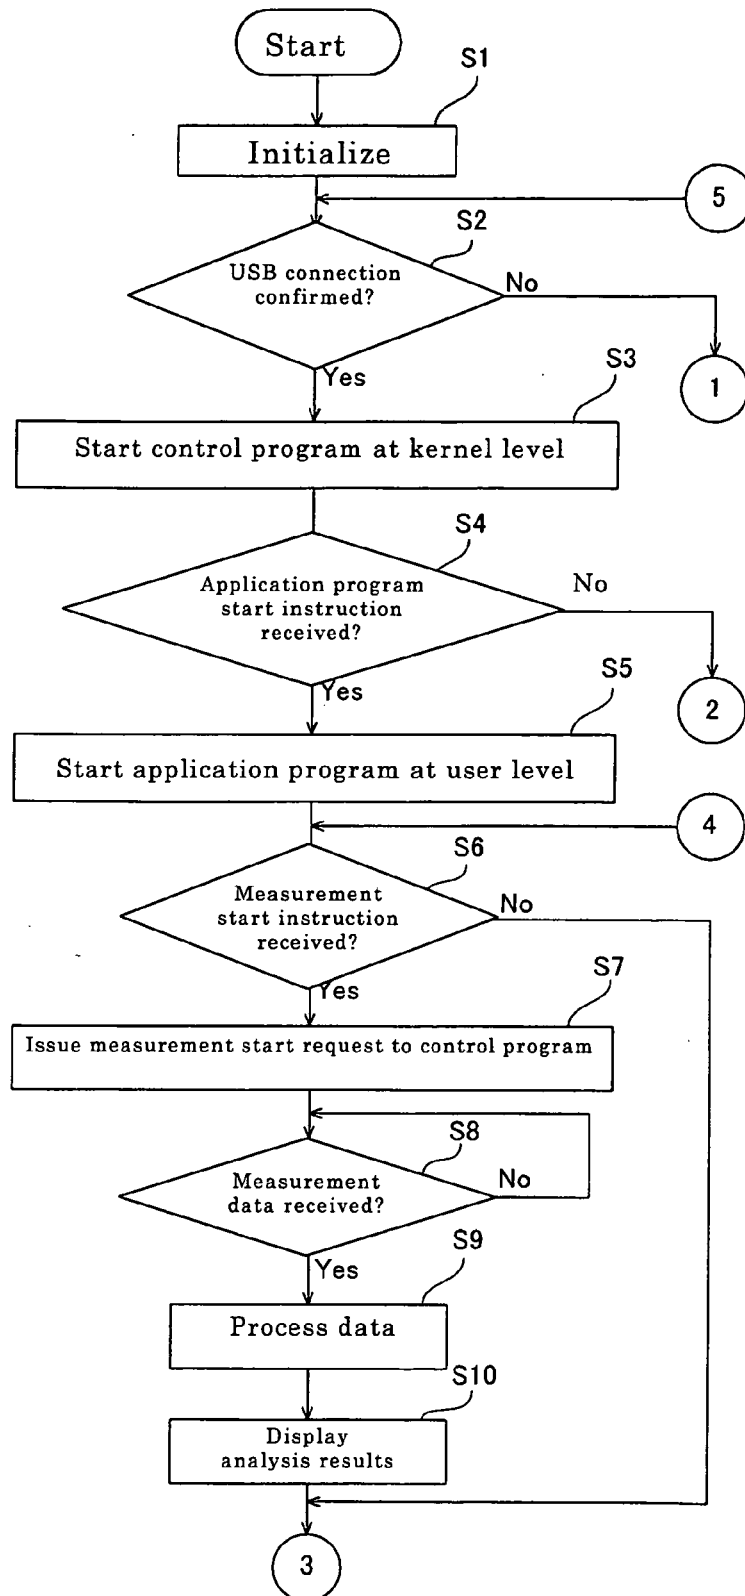 Start
S1
Initialize
5
S2
USB connection
confirmed?
No
1
Yes
S3
Start control program at kernel level
S4
Application program
start instruction
received?
No
2
Yes
S5
Start application program at user level
4
S6
Measurement
start instruction
received?
No
Yes
S7
Issue measurement start request to control program
S8
Measurement
data received?
No
Yes
S9
Process data
S10
Display
analysis results
3